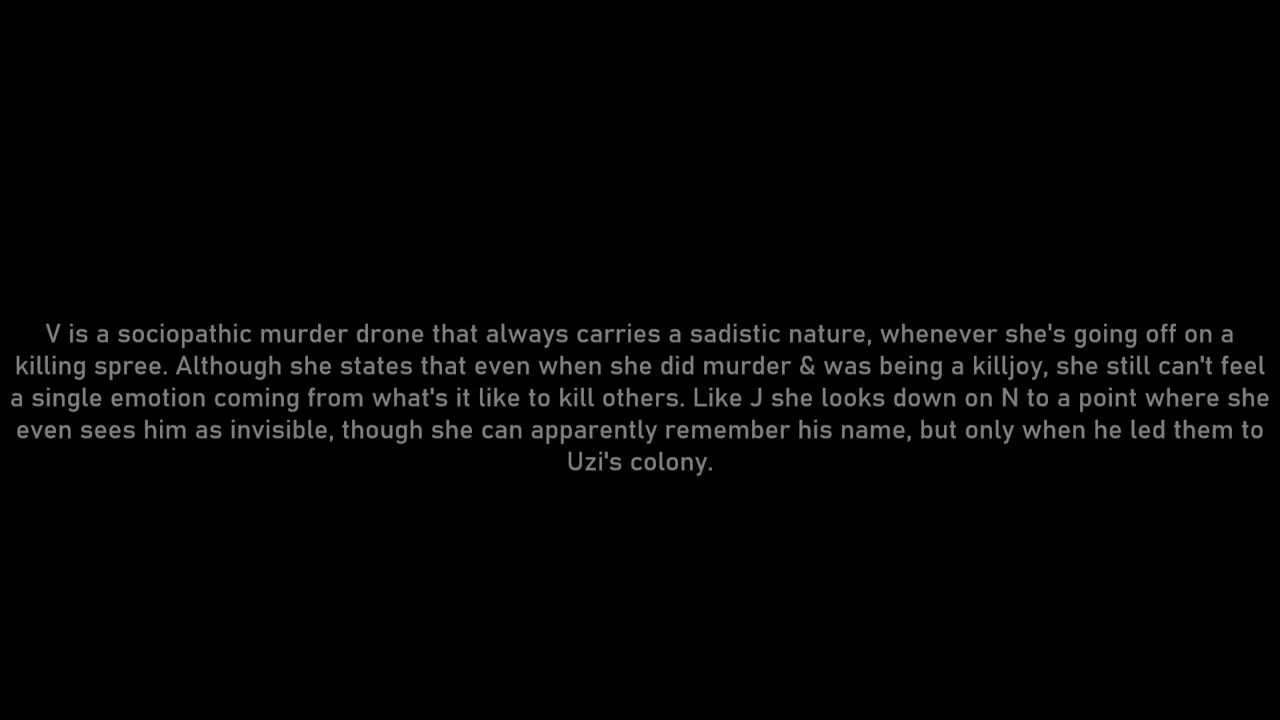 V is a sociopathic murder drone that always carries a sadistic nature, whenever she's going off on a
killing spree. Although she states that even when she did murder & was being a killjoy, she still can't feel
a single emotion coming from what's it like to kill others. Like J she looks down on N to a point where she
even sees him as invisible, though she can apparently remember his name, but only when he led them to
Uzi's colony.